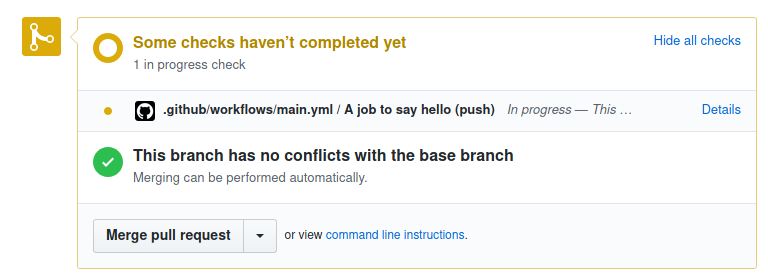 Some checks haven’t completed yet
Hide all checks
1 in progress check
.github/workflows/main.yml / A job to say hello (push) In progress — This …
Details
This branch has no conflicts with the base branch
Merging can be performed automatically.
Merge pull request
or view command line instructions.